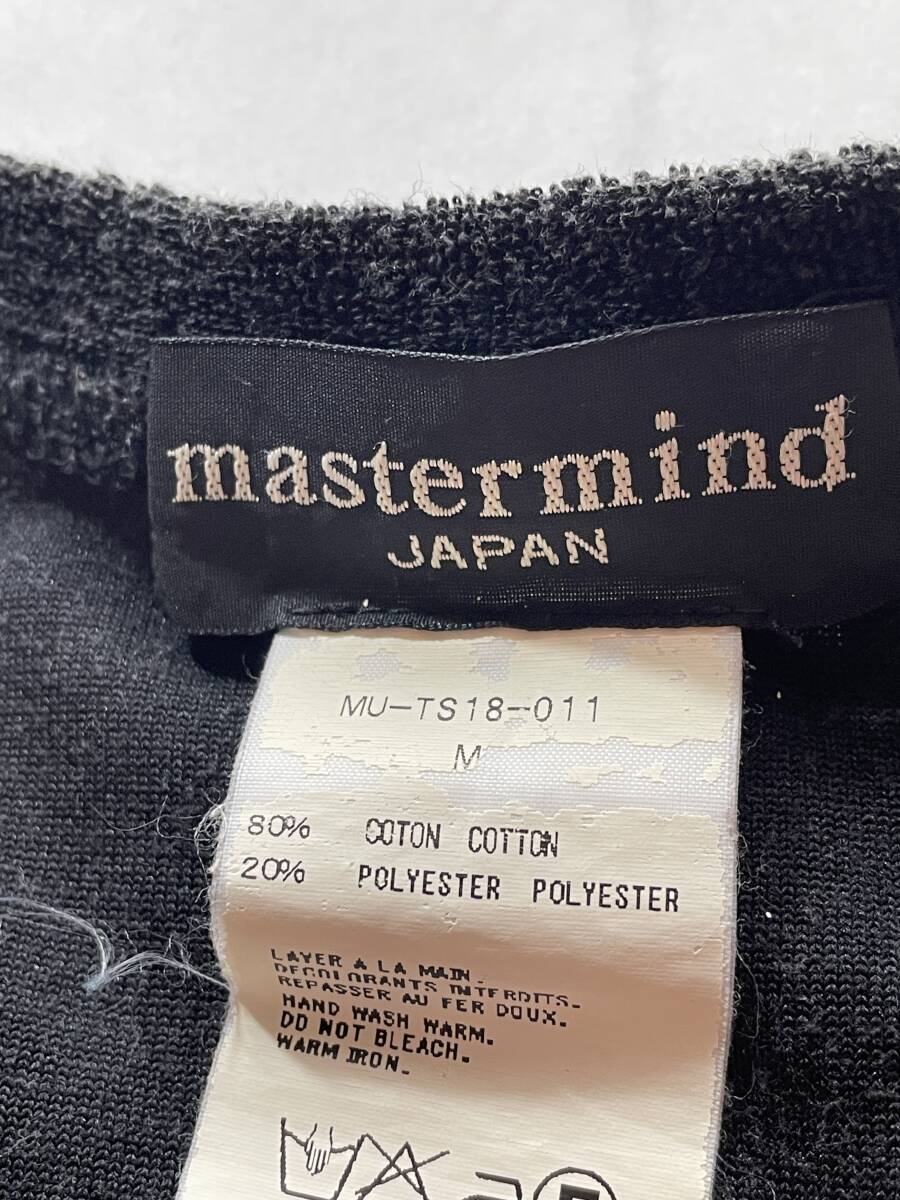 mastermind
JAPAN
MU-TS18-011
M
80% COTON COTTON
20% POLYESTER POLYESTER
LAVER A LA MAIN.
DECOLORANTS INTERDITS.
REPASSER AU FER DOUX.
HAND WASH WARM.
DO NOT BLEACH.
WARM IRON.